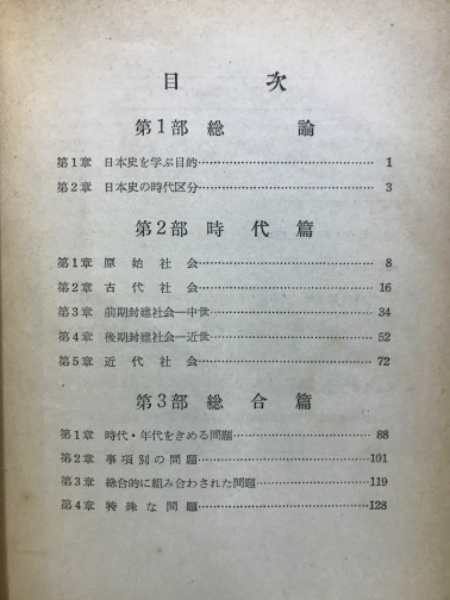 目次
第1部 総論
第1章 日本史を学ぶ目的 1
第2章 日本史の時代区分 3
第2部 時代篇
第1章 原始社会 8
第2章 古代社会 16
第3章 前期封建社会―中世 34
第4章 後期封建社会―近世 52
第5章 近代社会 72
第3部 総合篇
第1章 時代・年代をきめる問題 88
第2章 事項別の問題 101
第3章 総合的に組み合わされた問題 119
第4章 特殊な問題 128